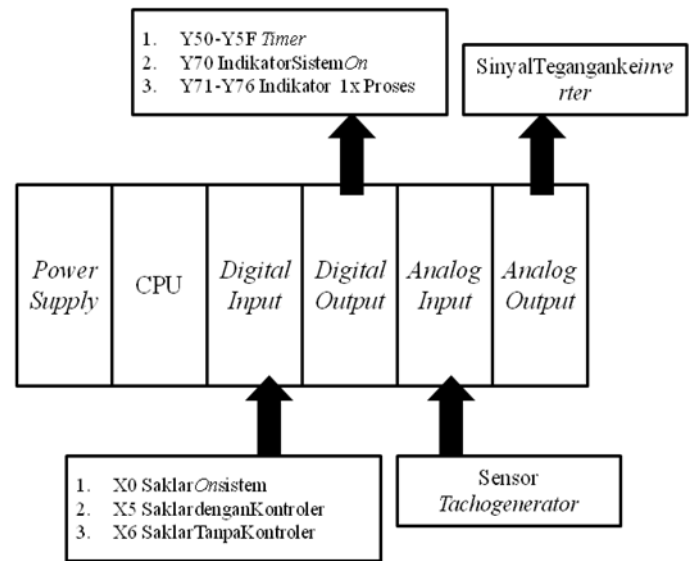 1. Y50-Y5F Timer
2. Y70 IndikatorSistemOn
3. Y71-Y76 Indikator 1x Proses
SinyalTegangankeinve
rter
Power
Supply
CPU
Digital
Input
Digital
Output
Analog
Input
Analog
Output
1. X0 SaklarOnsistem
2. X5 SaklardenganKontroler
3. X6 SaklarTanpaKontroler
Sensor
Tachogenerator